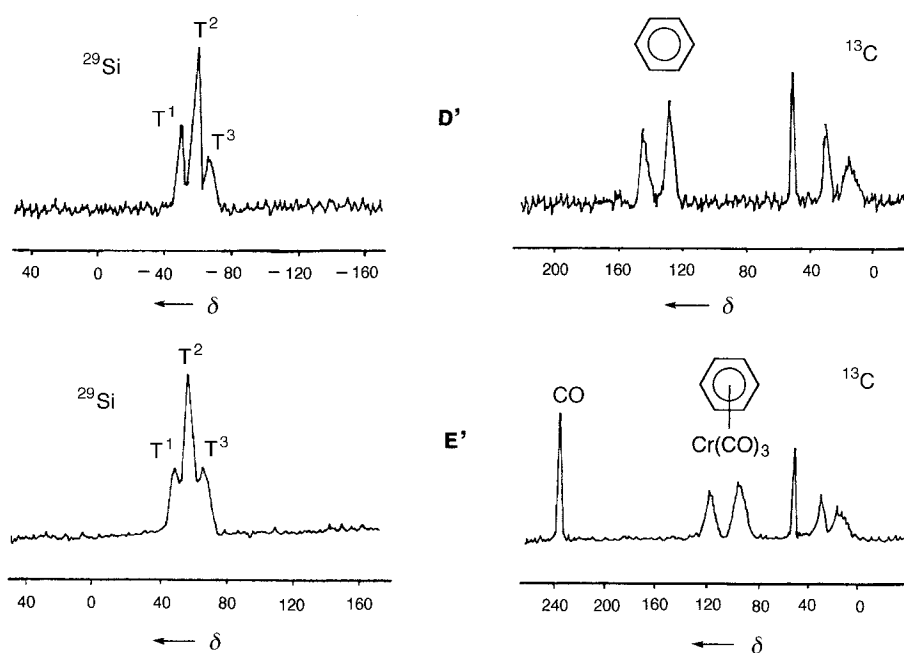 ²⁹Si
T¹
T²
T³
40 0 – 40 – 80 – 120 – 160
← δ
D'
¹³C
200 160 120 80 40 0
← δ
²⁹Si
T¹
T²
T³
40 0 40 80 120 160
← δ
E'
CO
Cr(CO)₃
¹³C
240 200 160 120 80 40 0
← δ